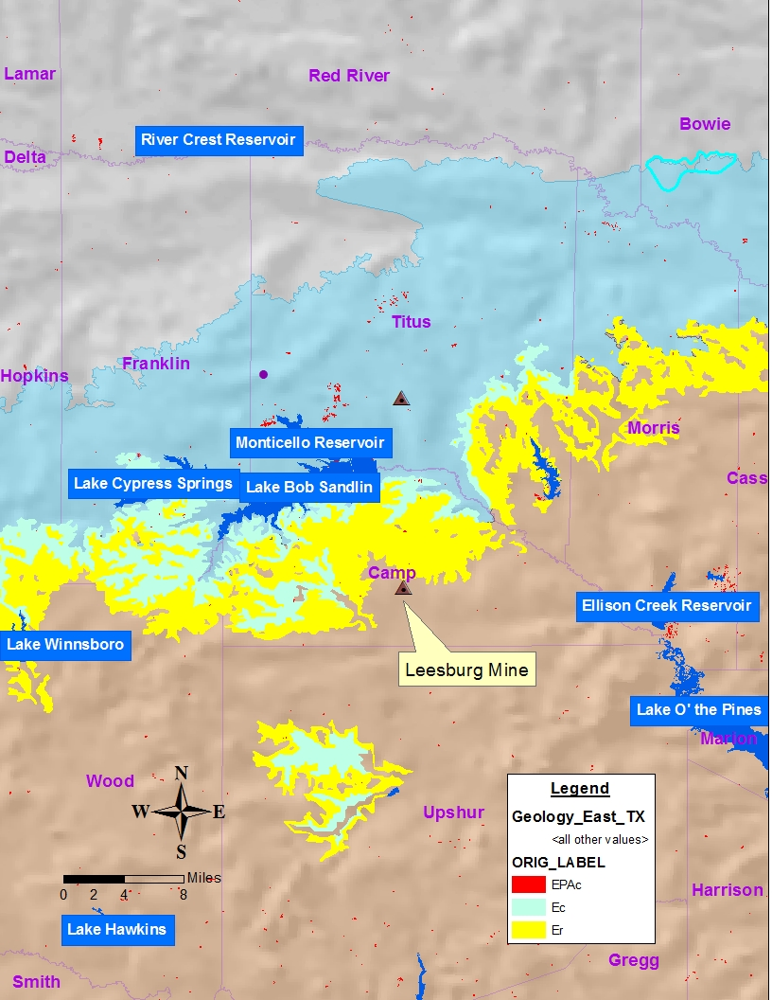 Lamar
Red River
Bowie
River Crest Reservoir
Delta
Titus
Franklin
Hopkins
Morris
Monticello Reservoir
Lake Cypress Springs
Lake Bob Sandlin
Cass
Camp
Ellison Creek Reservoir
Lake Winnsboro
Leesburg Mine
Lake O' the Pines
Marion
Wood
N
W
E
S
Upshur
Legend
Geology_East_TX
<all other values>
ORIG_LABEL
EPAc
Ec
Er
Miles
0 2 4 8
Harrison
Lake Hawkins
Gregg
Smith